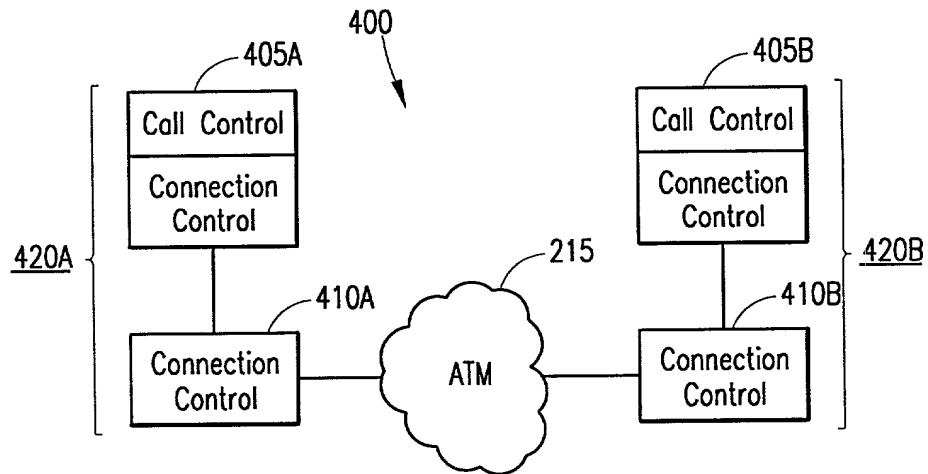 400
405A
405B
Call Control
Connection
Control
Call Control
Connection
Control
420A
420B
215
410A
410B
Connection
Control
ATM
Connection
Control